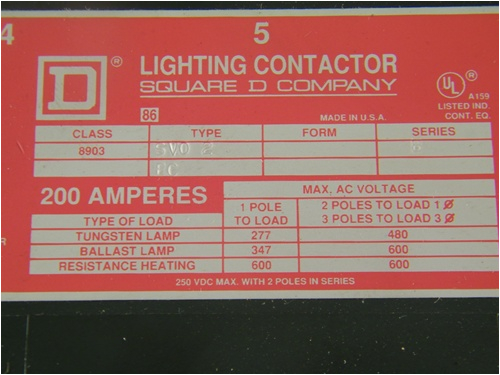 4 5
D ® LIGHTING CONTACTOR
SQUARE D COMPANY
UL ® A159
LISTED IND.
CONT. EQ.
86 MADE IN U.S.A.
CLASS TYPE FORM SERIES
8903 SVO 2
EC
200 AMPERES MAX. AC VOLTAGE
TYPE OF LOAD 1 POLE TO LOAD 2 POLES TO LOAD 1 Ø
3 POLES TO LOAD 3 Ø
TUNGSTEN LAMP 277 480
BALLAST LAMP 347 600
RESISTANCE HEATING 600 600
250 VDC MAX. WITH 2 POLES IN SERIES
R